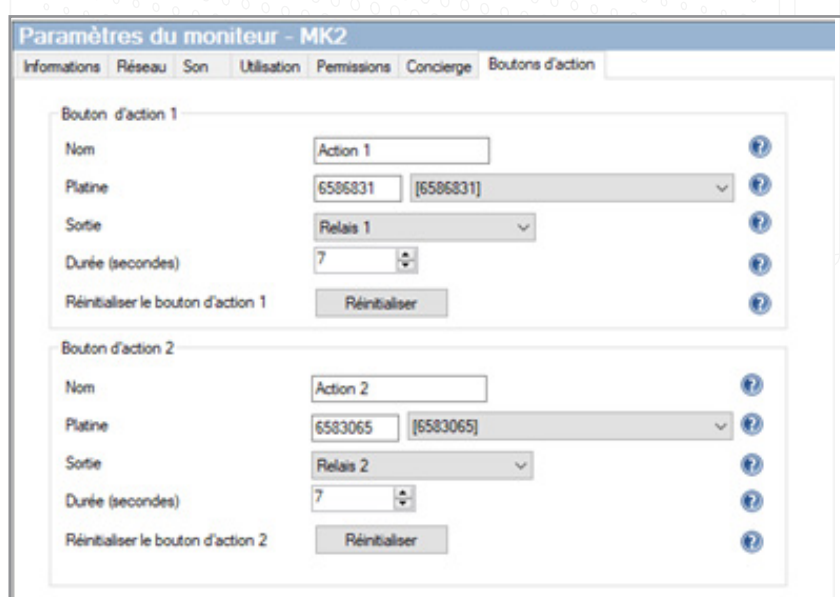 Paramètres du moniteur - MK2
Informations Réseau Son Utilisation Permissions Concierge Boutons d'action
Bouton d'action 1
Nom Action 1
Platine 6586831 [6586831]
Sortie Relais 1
Durée (secondes) 7
Réinitialiser le bouton d'action 1 Réinitialiser
Bouton d'action 2
Nom Action 2
Platine 6583065 [6583065]
Sortie Relais 2
Durée (secondes) 7
Réinitialiser le bouton d'action 2 Réinitialiser